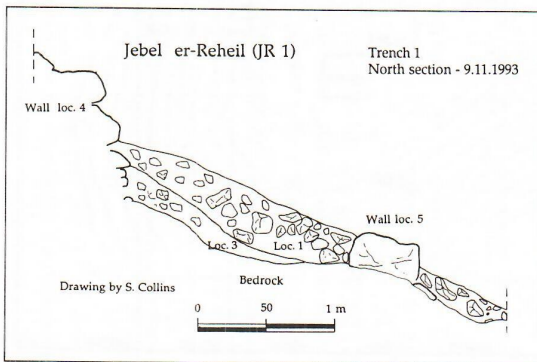 Jebel er-Reheil (JR 1)
Trench 1
North section - 9.11.1993
Wall loc. 4
Wall loc. 5
Loc. 3
Loc. 1
Bedrock
Drawing by S. Collins
0 50 1 m